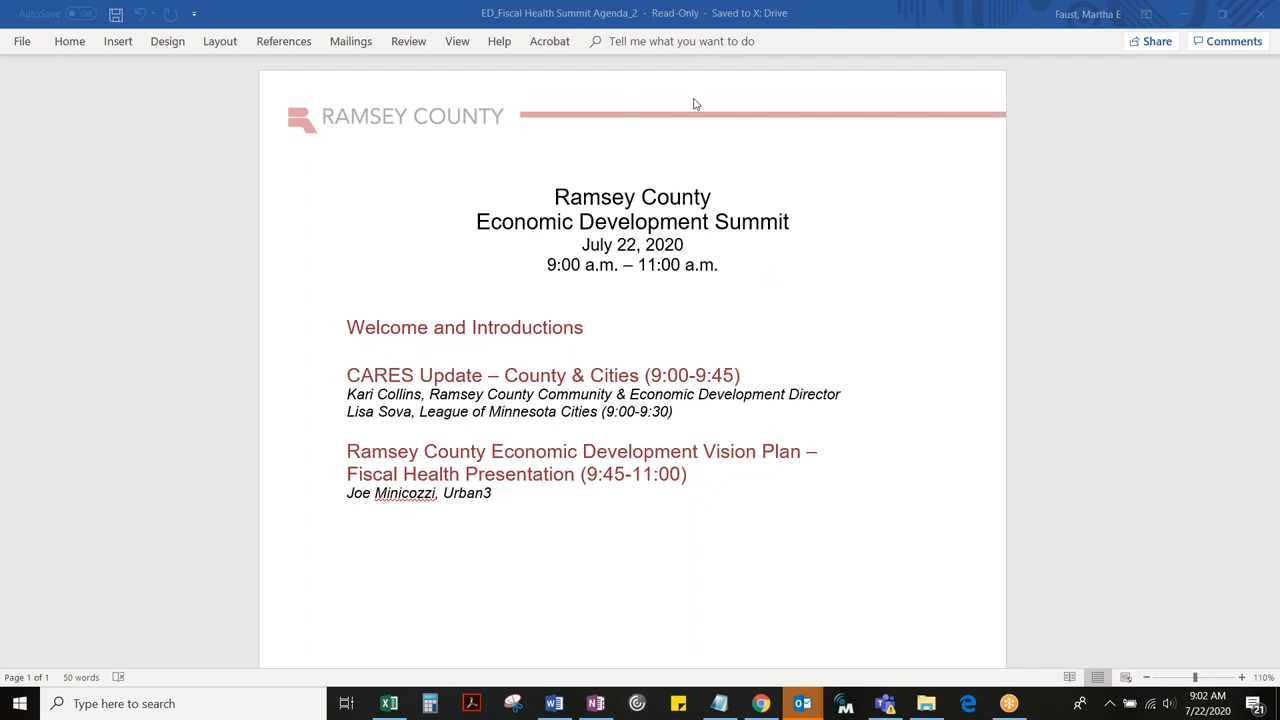 AutoSave Off
ED_Fiscal Health Summit Agenda_2 - Read-Only - Saved to X: Drive
Faust, Martha E
File Home Insert Design Layout References Mailings Review View Help Acrobat Tell me what you want to do Share Comments
RAMSEY COUNTY
Ramsey County
Economic Development Summit
July 22, 2020
9:00 a.m. – 11:00 a.m.
Welcome and Introductions
CARES Update – County & Cities (9:00-9:45)
Kari Collins, Ramsey County Community & Economic Development Director
Lisa Sova, League of Minnesota Cities (9:00-9:30)
Ramsey County Economic Development Vision Plan –
Fiscal Health Presentation (9:45-11:00)
Joe Minicozzi, Urban3
Page 1 of 1 50 words 110%
Type here to search
9:02 AM
7/22/2020
21